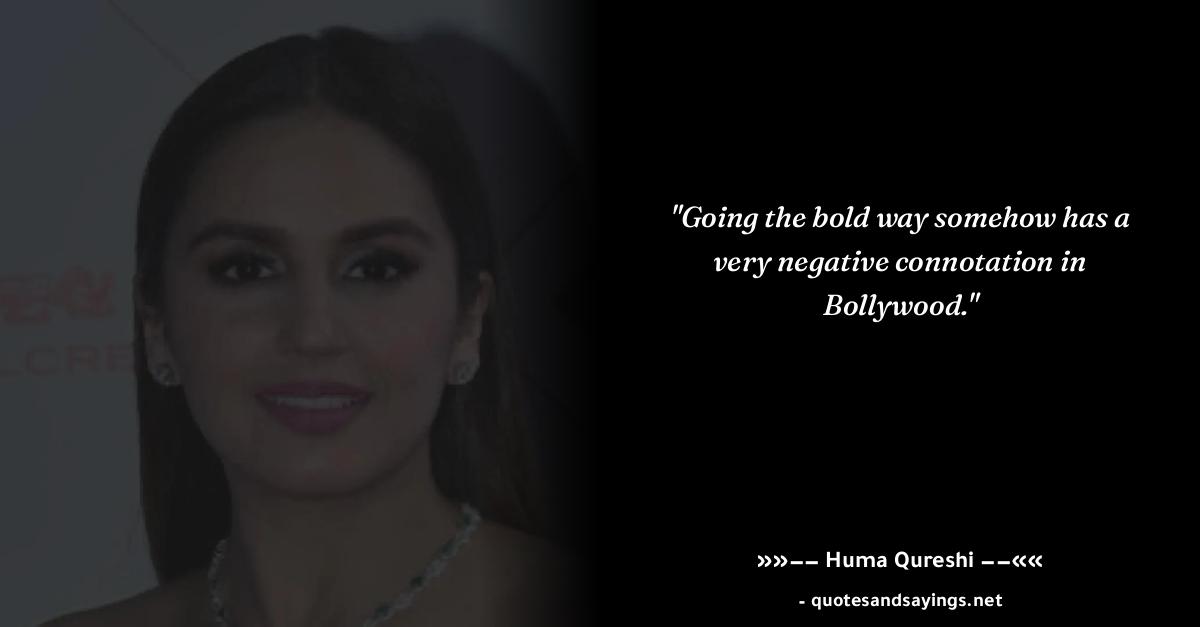 "Going the bold way somehow has a
very negative connotation in
Bollywood."
»»–– Huma Qureshi ––««
- quotesandsayings.net